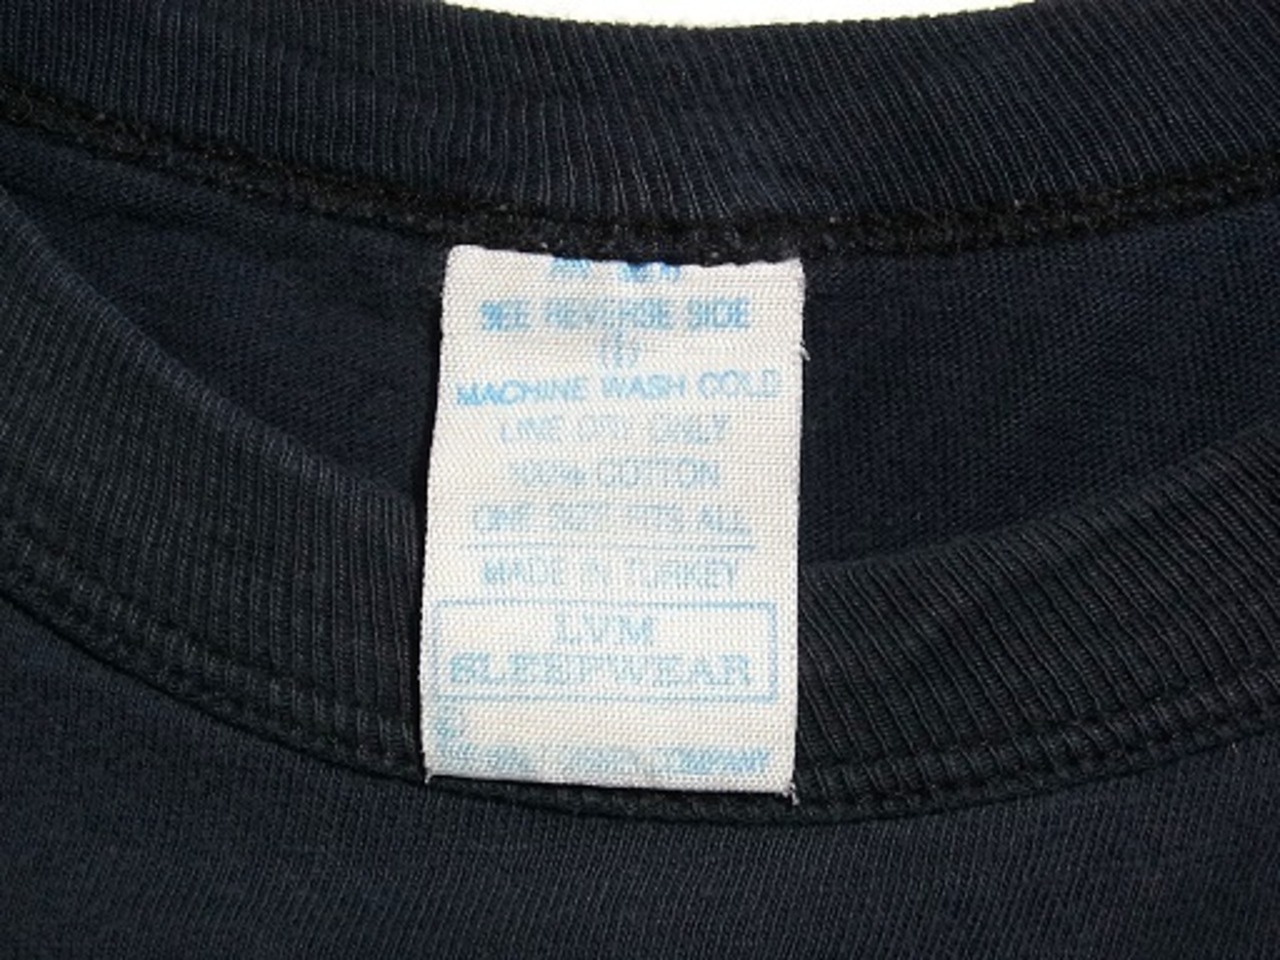 SEE REVERSE SIDE
MACHINE WASH COLD
LINE DRY ONLY
100% COTTON
ONE SIZE FITS ALL
MADE IN TURKEY
LVM
SLEEPWEAR
COMPANY